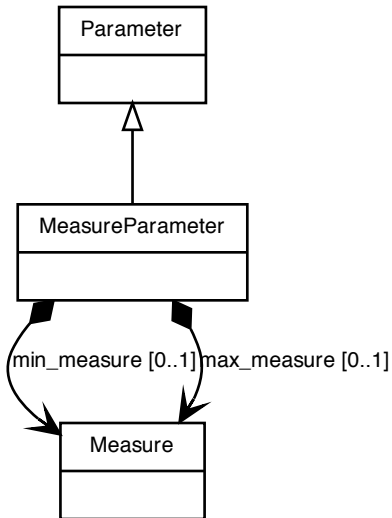 Parameter
MeasureParameter
min_measure [0..1]
max_measure [0..1]
Measure